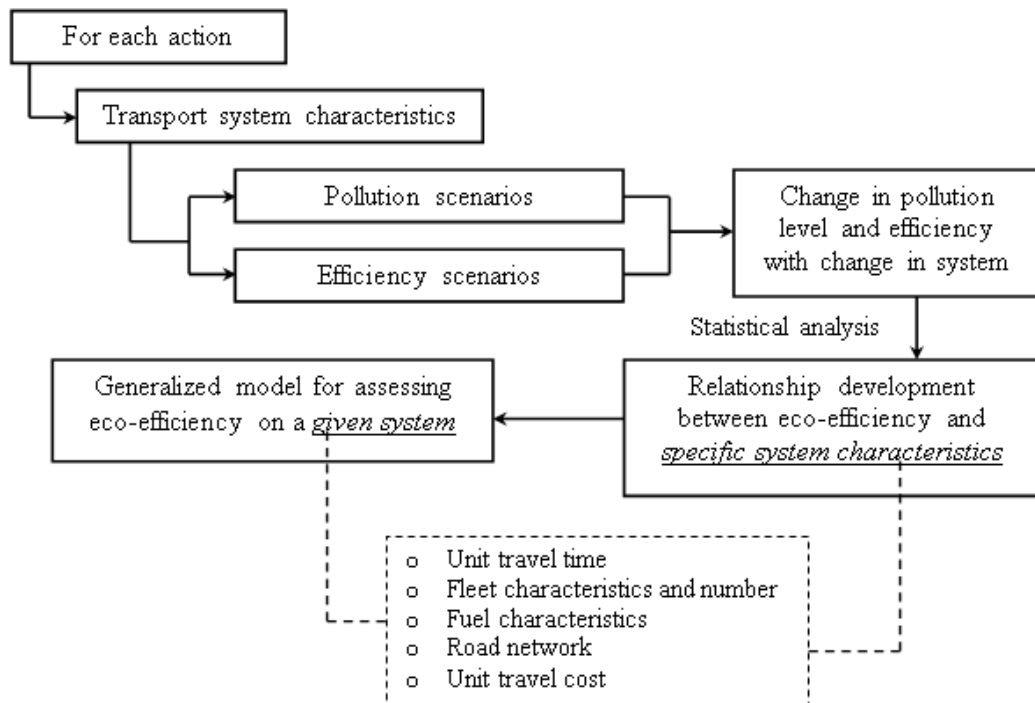 For each action
Transport system characteristics
Pollution scenarios
Efficiency scenarios
Change in pollution
level and efficiency
with change in system
Statistical analysis
Relationship development
between eco-efficiency and
specific system characteristics
Generalized model for assessing
eco-efficiency on a given system
o Unit travel time
o Fleet characteristics and number
o Fuel characteristics
o Road network
o Unit travel cost